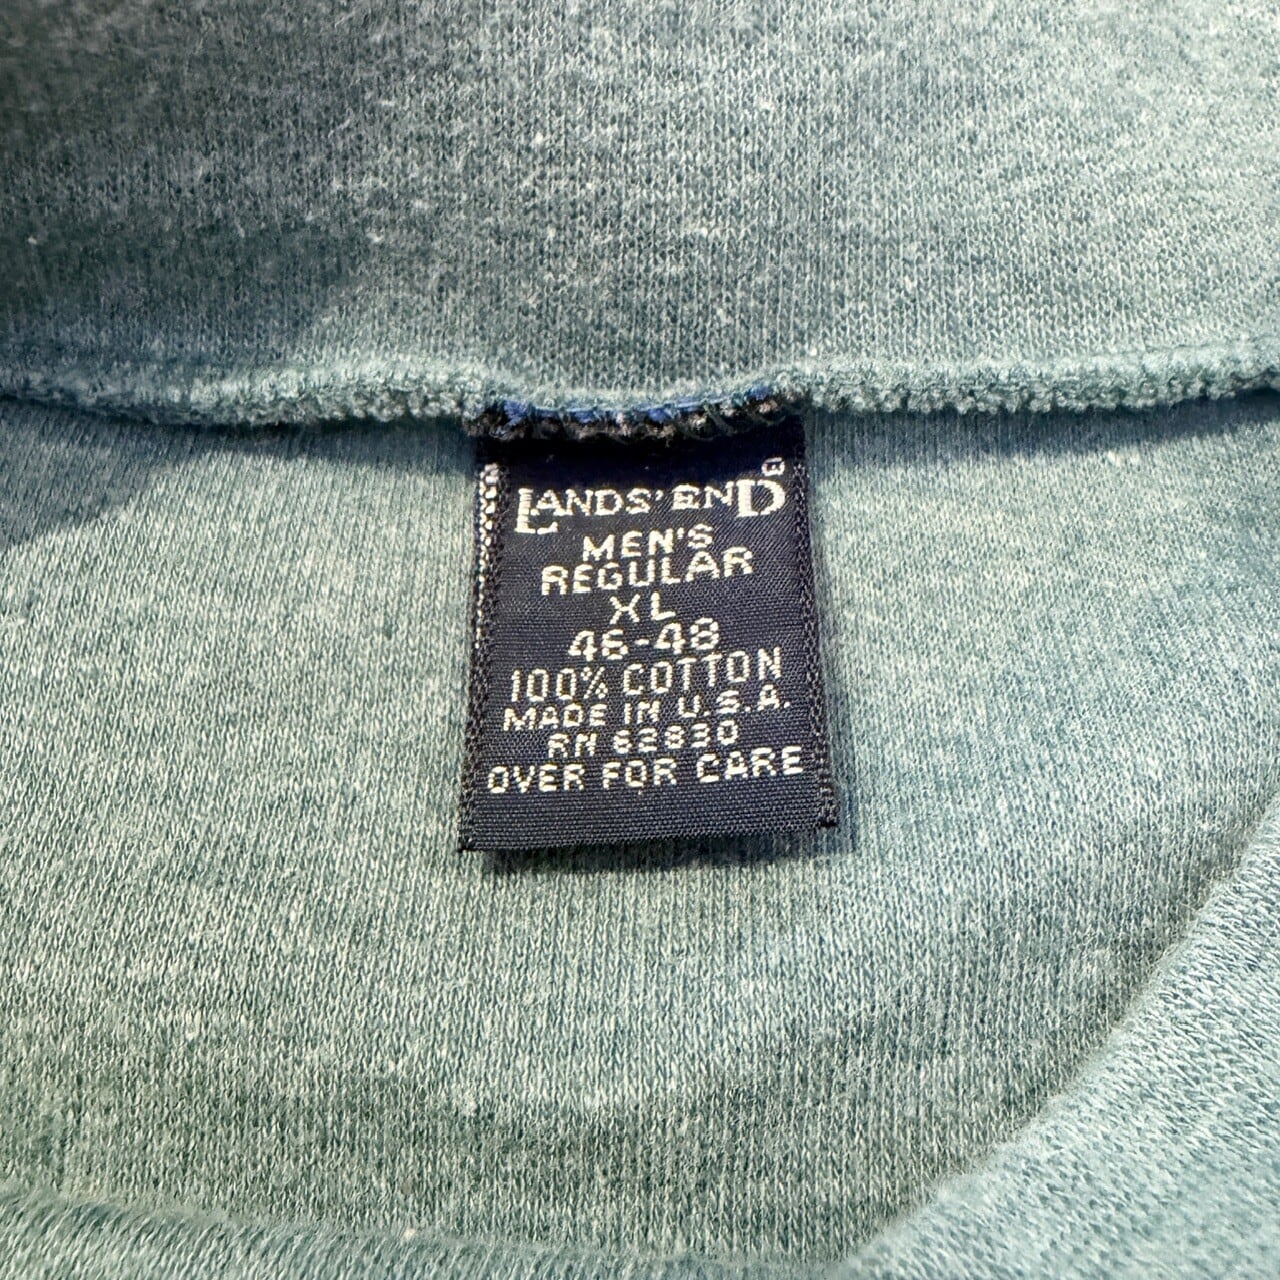 LANDS' END®
MEN'S
REGULAR
XL
46-48
100% COTTON
MADE IN U.S.A.
RN 62830
OVER FOR CARE